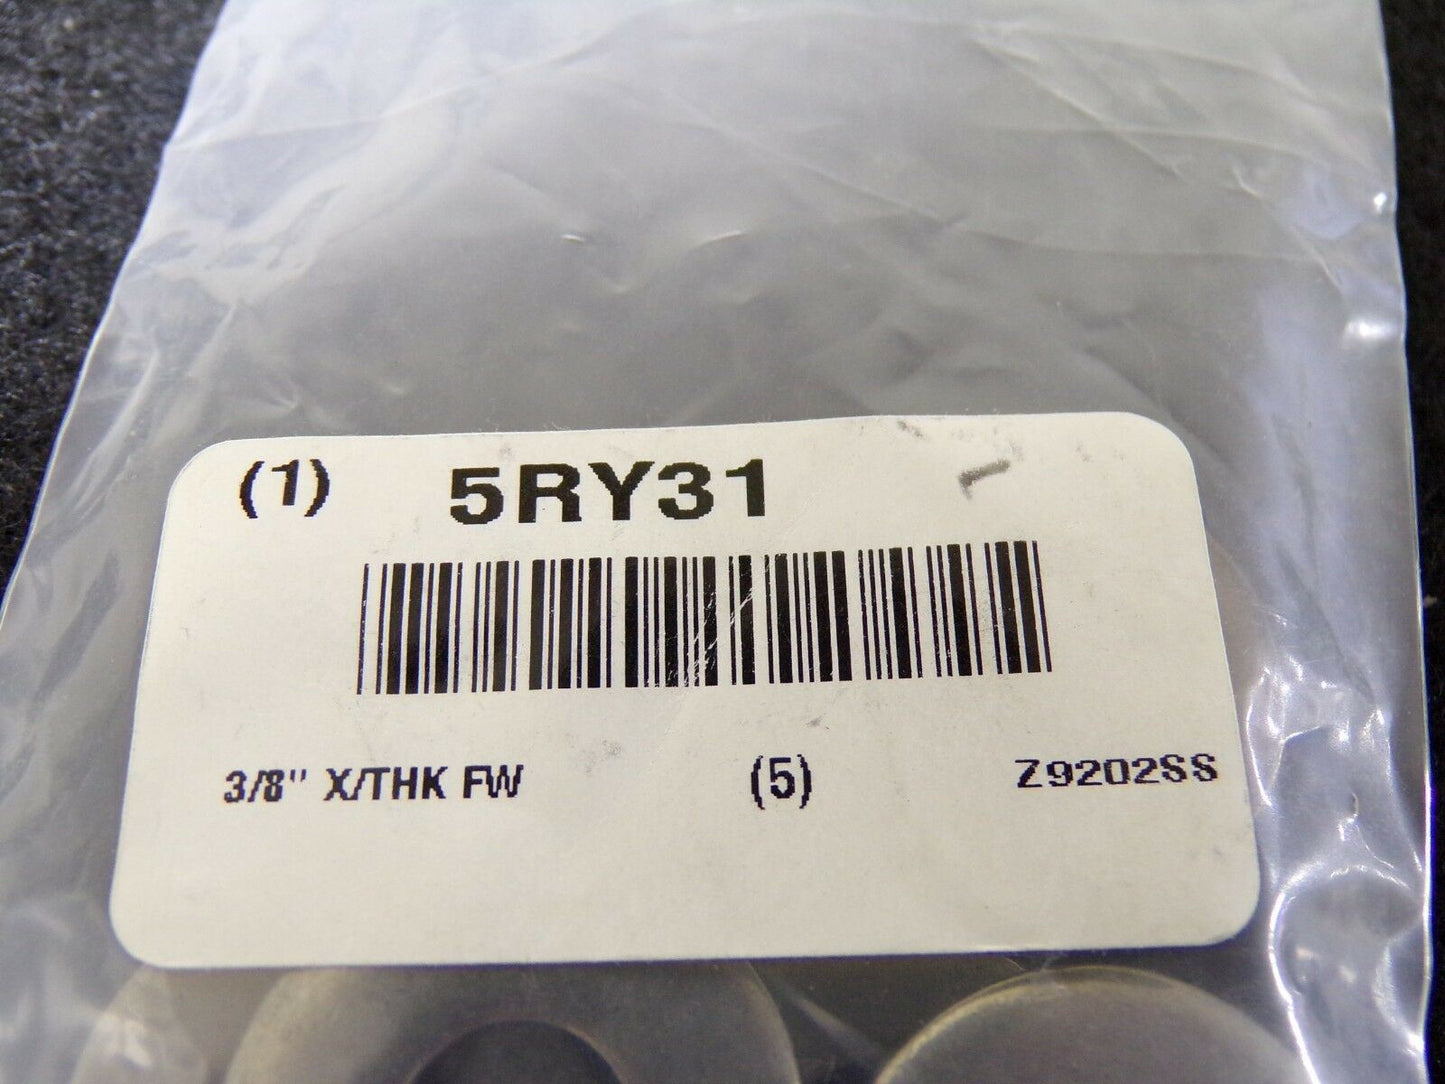 (1) 5RY31
3/8" X/THK FW (5) Z9202SS